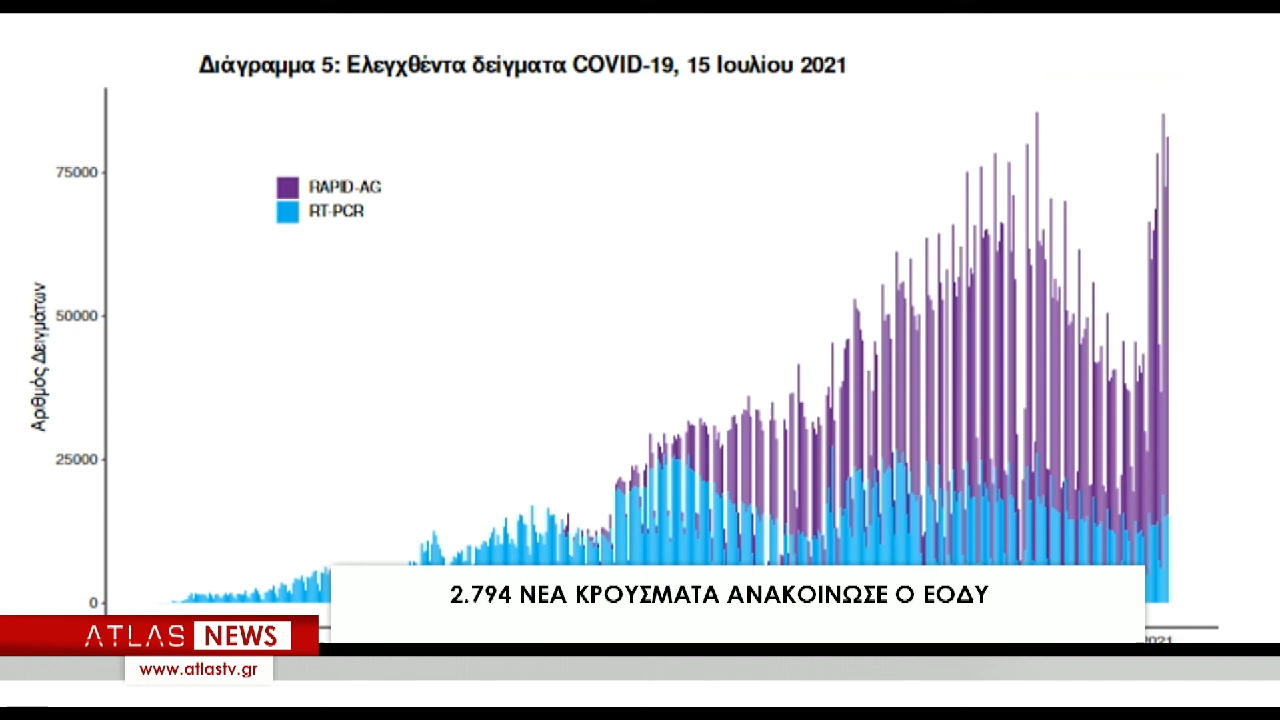 Διάγραμμα 5: Ελεγχθέντα δείγματα COVID-19, 15 Ιουλίου 2021
75000
RAPID-AG
RT-PCR
Αριθμός Δειγμάτων
50000
25000
0
2.794 ΝΕΑ ΚΡΟΥΣΜΑΤΑ ΑΝΑΚΟΙΝΩΣΕ Ο ΕΟΔΥ
2021
ATLAS NEWS
www.atlastv.gr